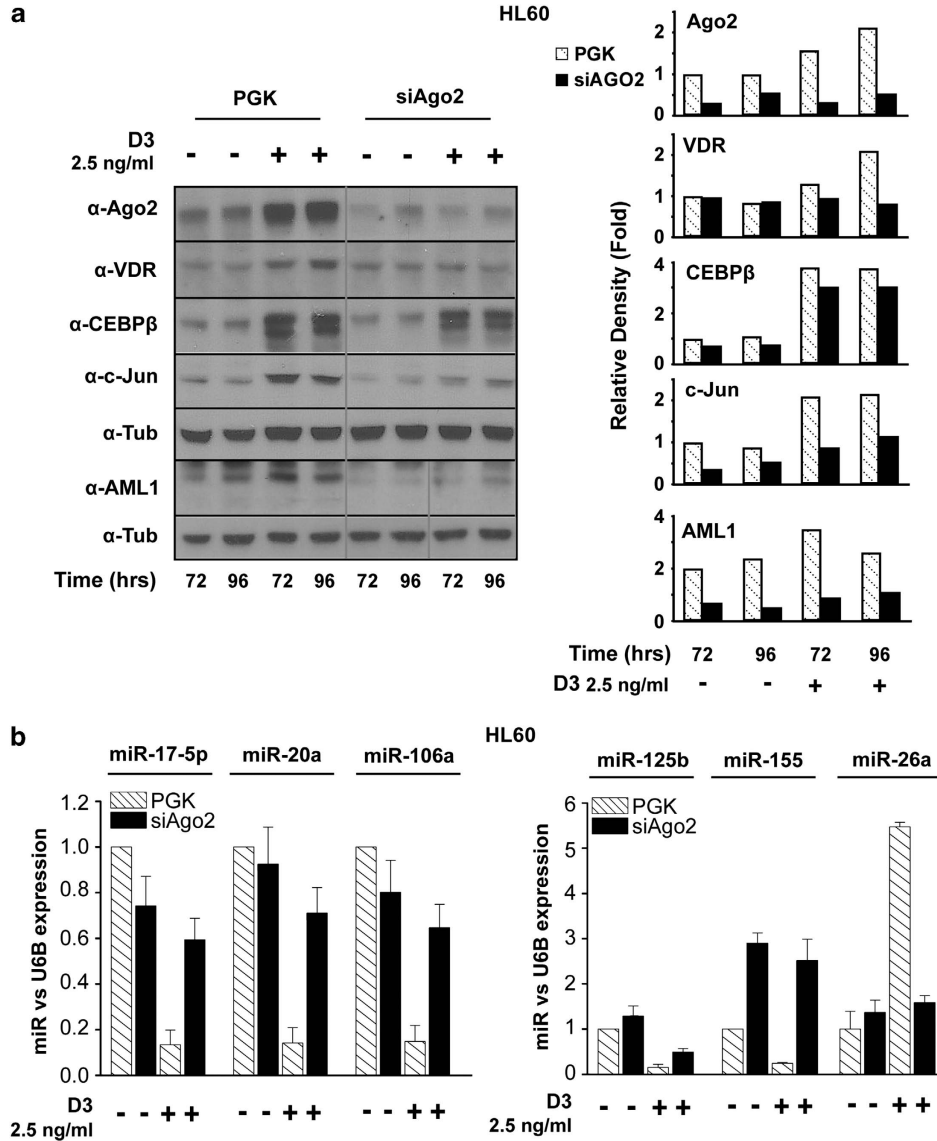 a
HL60
PGK siAgo2
D3
2.5 ng/ml
- - + + - - + +
α-Ago2
α-VDR
α-CEBPβ
α-c-Jun
α-Tub
α-AML1
α-Tub
Time (hrs) 72 96 72 96 72 96 72 96
PGK
siAGO2
Relative Density (Fold)
Ago2
2
1
0
VDR
2
1
0
CEBPβ
4
2
0
c-Jun
2
1
0
AML1
4
2
0
Time (hrs) 72 96 72 96
D3 2.5 ng/ml - - + +
b
HL60
miR-17-5p miR-20a miR-106a
PGK
siAgo2
miR vs U6B expression
1.2
1.0
0.8
0.6
0.4
0.2
0.0
D3
2.5 ng/ml
- - + + - - + + - - + +
miR-125b miR-155 miR-26a
PGK
siAgo2
miR vs U6B expression
6
5
3
2
1
0
D3
2.5 ng/ml
- - + + - - + + - - + +